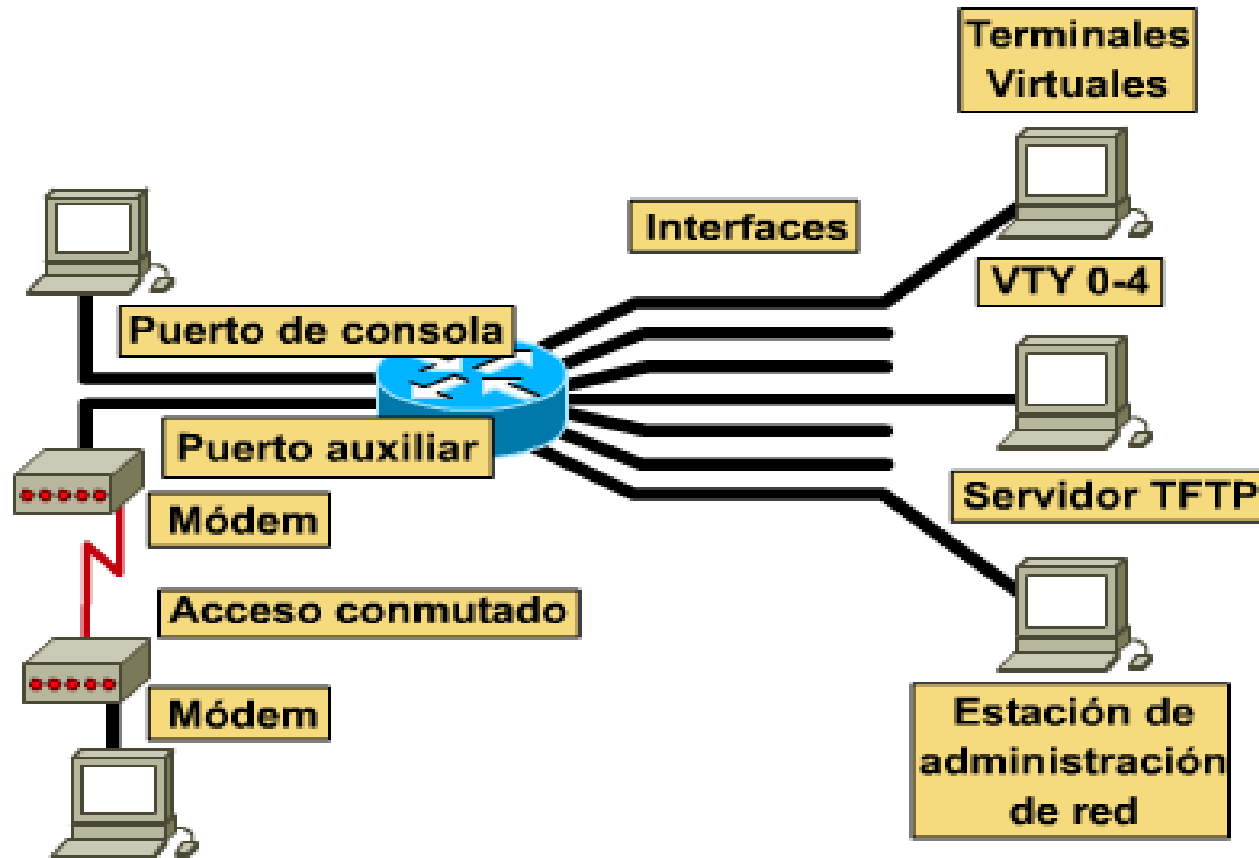 Terminales
Virtuales
Interfaces
VTY 0-4
Puerto de consola
Puerto auxiliar
Servidor TFTP
Módem
Acceso conmutado
Módem
Estación de
administración
de red